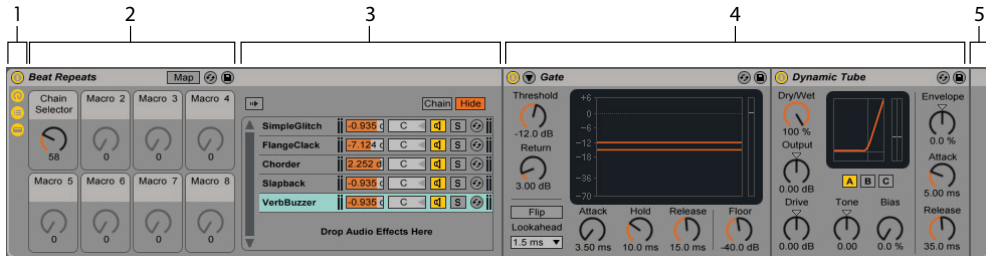 1
2
3
4
5
Beat Repeats
Map
Chain Selector
Macro 2
Macro 3
Macro 4
58
0
0
0
Macro 5
Macro 6
Macro 7
Macro 8
0
0
0
0
Chain
Hide
SimpleGlitch
-0.935 d
C
S
FlangeClack
-7.124 d
C
S
Chorder
2.252 d
C
S
Slapback
-0.935 d
C
S
VerbBuzzer
-0.935 d
C
S
Drop Audio Effects Here
Gate
Threshold
-12.0 dB
Return
3.00 dB
Flip
Lookahead
1.5 ms
+6
0
-6
-12
-18
-36
-70
Attack
3.50 ms
Hold
10.0 ms
Release
15.0 ms
Floor
-40.0 dB
Dynamic Tube
Dry/Wet
100 %
Output
0.00 dB
Drive
0.00 dB
A
B
C
Tone
0.00
Bias
0.0 %
Envelope
0.0 %
Attack
5.00 ms
Release
35.0 ms